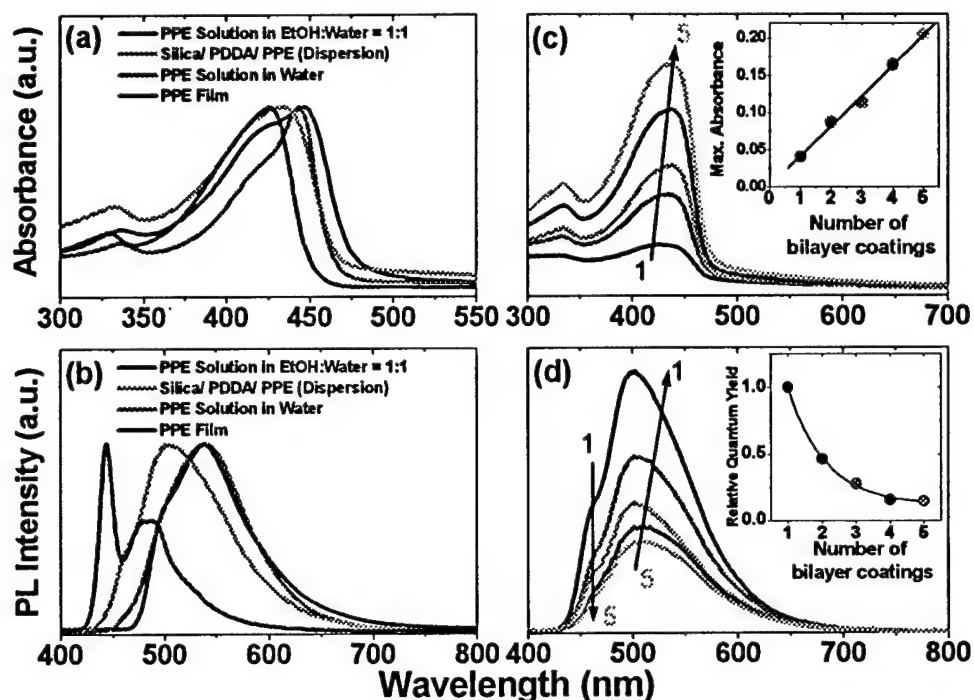 (a)
PPE Solution in EtOH:Water = 1:1
Silica/ PDDA/ PPE (Dispersion)
PPE Solution in Water
PPE Film
Absorbance (a.u.)
300 350 400 450 500 550
(c)
5
1
Max. Absorbance
0.20
0.15
0.10
0.05
0.00
0 1 2 3 4 5
Number of
bilayer coatings
300 400 500 600 700
(b)
PPE Solution in EtOH:Water = 1:1
Silica/ PDDA/ PPE (Dispersion)
PPE Solution in Water
PPE Film
PL Intensity (a.u.)
400 500 600 700 800
(d)
1
1
5
5
Relative Quantum Yield
1.0
0.5
0.0
1 2 3 4 5
Number of
bilayer coatings
400 500 600 700 800
Wavelength (nm)